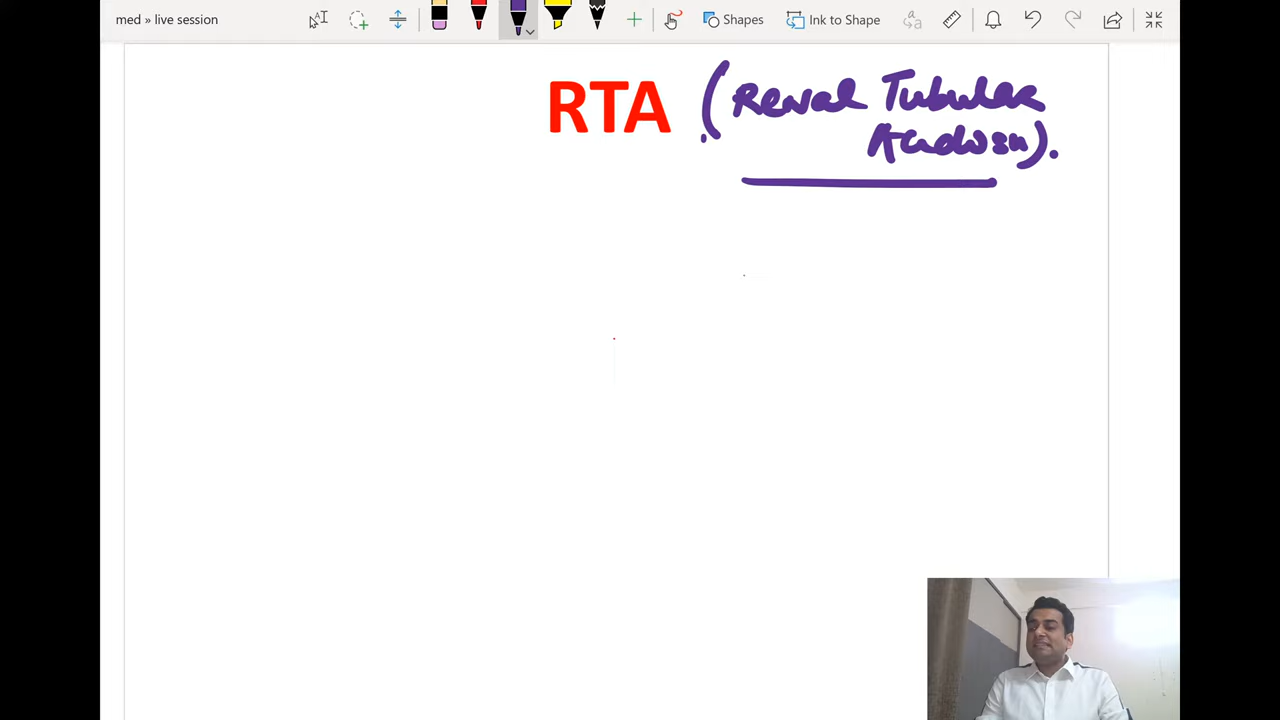 med » live session
Shapes
Ink to Shape
RTA (Renal Tubular
Acidosis).